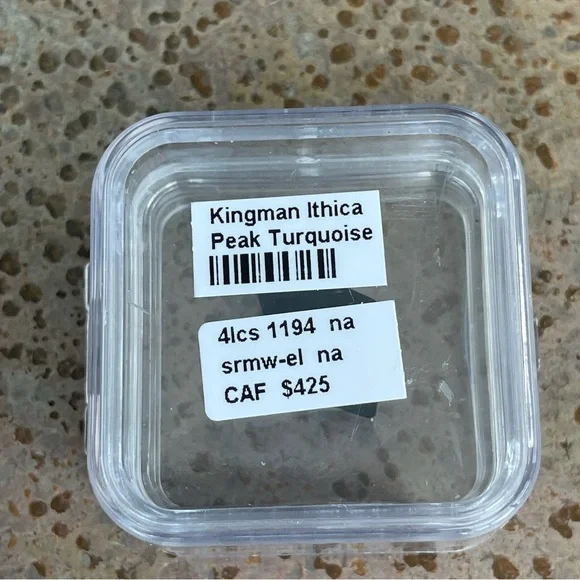 Kingman Ithica
Peak Turquoise
4lcs 1194 na
srmw-el na
CAF $425